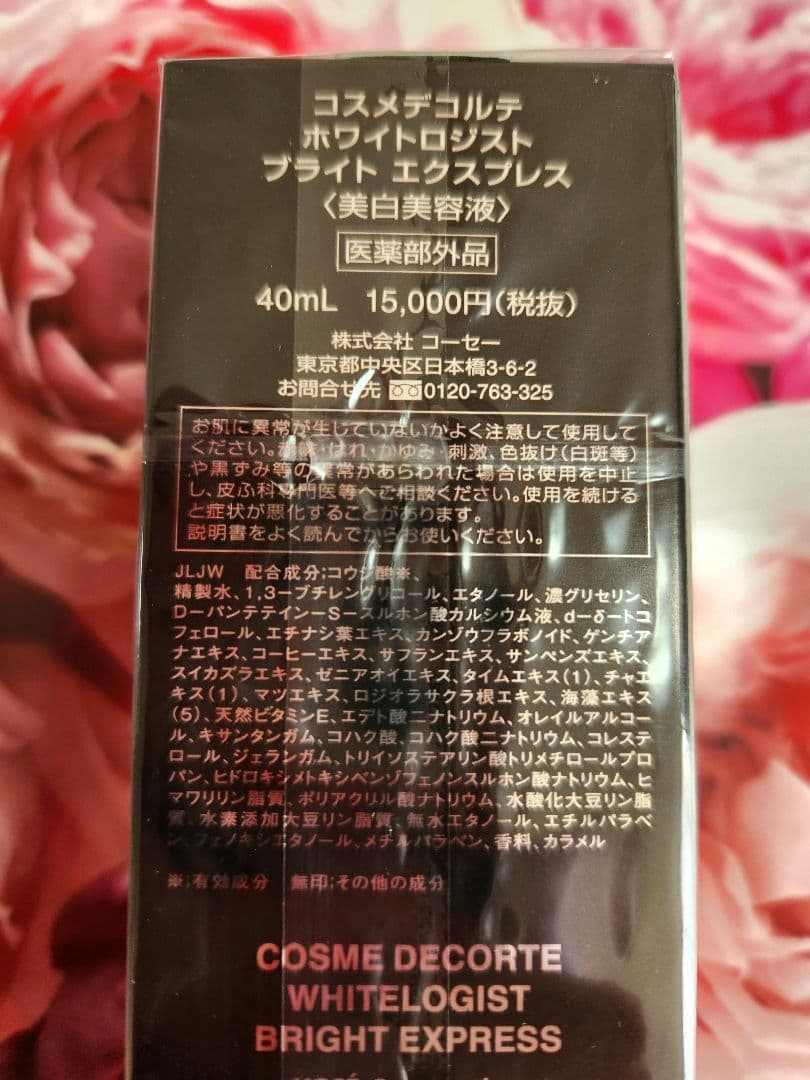 コスメデコルテ
ホワイトロジスト
ブライト エクスプレス
〈美白美容液〉
医薬部外品
40mL 15,000円(税抜)
株式会社 コーセー
東京都中央区日本橋3-6-2
お問合せ先 0120-763-325
お肌に異常が生じていないかよく注意して使用して
ください。赤味・はれ・かゆみ・刺激、色抜け(白斑等)
や黒ずみ等の異常があらわれた場合は使用を中止
し、皮ふ科専門医等へご相談ください。使用を続ける
と症状が悪化することがあります。
説明書をよく読んでからお使いください。
JLJW 配合成分;コウジ酸※、
精製水、1,3ーブチレングリコール、エタノール、濃グリセリン、
DーパンテテインーSースルホン酸カルシウム液、dーδートコ
フェロール、エチナシ葉エキス、カンゾウフラボノイド、ゲンチア
ナエキス、コーヒーエキス、サフランエキス、サンペンズエキス、
スイカズラエキス、ゼニアオイエキス、タイムエキス(1)、チャエ
キス(1)、マツエキス、ロジオラサクラ根エキス、海藻エキス
(5)、天然ビタミンE、エデト酸二ナトリウム、オレイルアルコー
ル、キサンタンガム、コハク酸、コハク酸二ナトリウム、コレステ
ロール、ジェランガム、トリイソステアリン酸トリメチロールプロ
パン、ヒドロキシメトキシベンゾフェノンスルホン酸ナトリウム、ヒ
マワリリン脂質、ポリアクリル酸ナトリウム、水酸化大豆リン脂
質、水素添加大豆リン脂質、無水エタノール、エチルパラベ
ン、フェノキシエタノール、メチルパラベン、香料、カラメル
※;有効成分 無印;その他の成分
COSME DECORTE
WHITELOGIST
BRIGHT EXPRESS